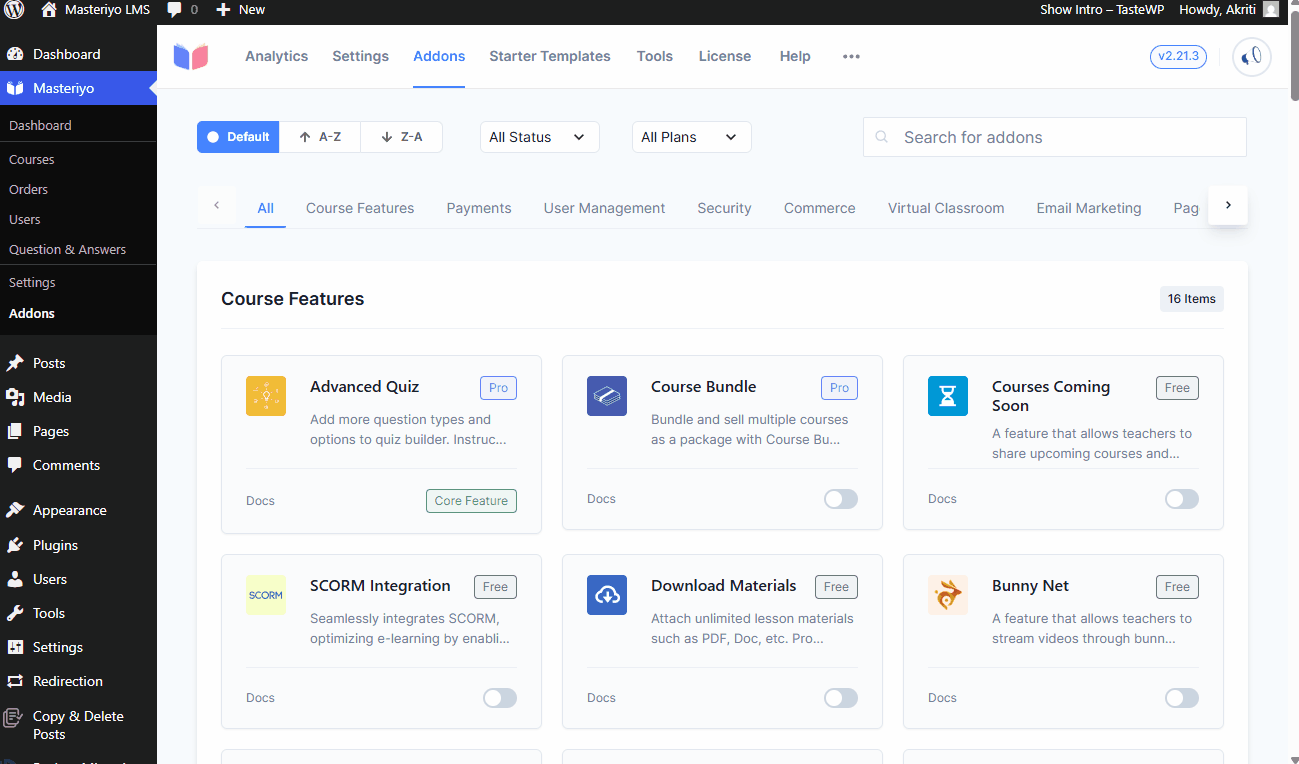 Masteriyo LMS 0 New Show Intro – TasteWP Howdy, Akriti
Dashboard
Masteriyo
Dashboard
Courses
Orders
Users
Question & Answers
Settings
Addons
Posts
Media
Pages
Comments
Appearance
Plugins
Users
Tools
Settings
Redirection
Copy & Delete
Posts
Analytics Settings Addons Starter Templates Tools License Help ••• v2.21.3
Default A-Z Z-A All Status All Plans Search for addons
All Course Features Payments User Management Security Commerce Virtual Classroom Email Marketing Pag
Course Features 16 Items
Advanced Quiz Pro
Add more question types and
options to quiz builder. Instruc...
Docs Core Feature
Course Bundle Pro
Bundle and sell multiple courses
as a package with Course Bu...
Docs
Courses Coming Free
Soon
A feature that allows teachers to
share upcoming courses and...
Docs
SCORM
SCORM Integration Free
Seamlessly integrates SCORM,
optimizing e-learning by enabli...
Docs
Download Materials Free
Attach unlimited lesson materials
such as PDF, Doc, etc. Pro...
Docs
Bunny Net Free
A feature that allows teachers to
stream videos through bunn...
Docs